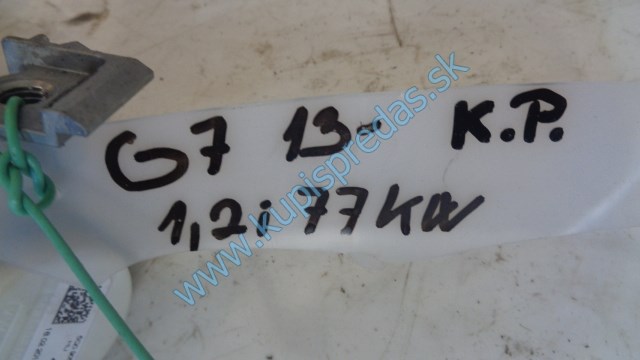 G7 13- K.P.
1,2i 77kW
www.kupispredas.sk